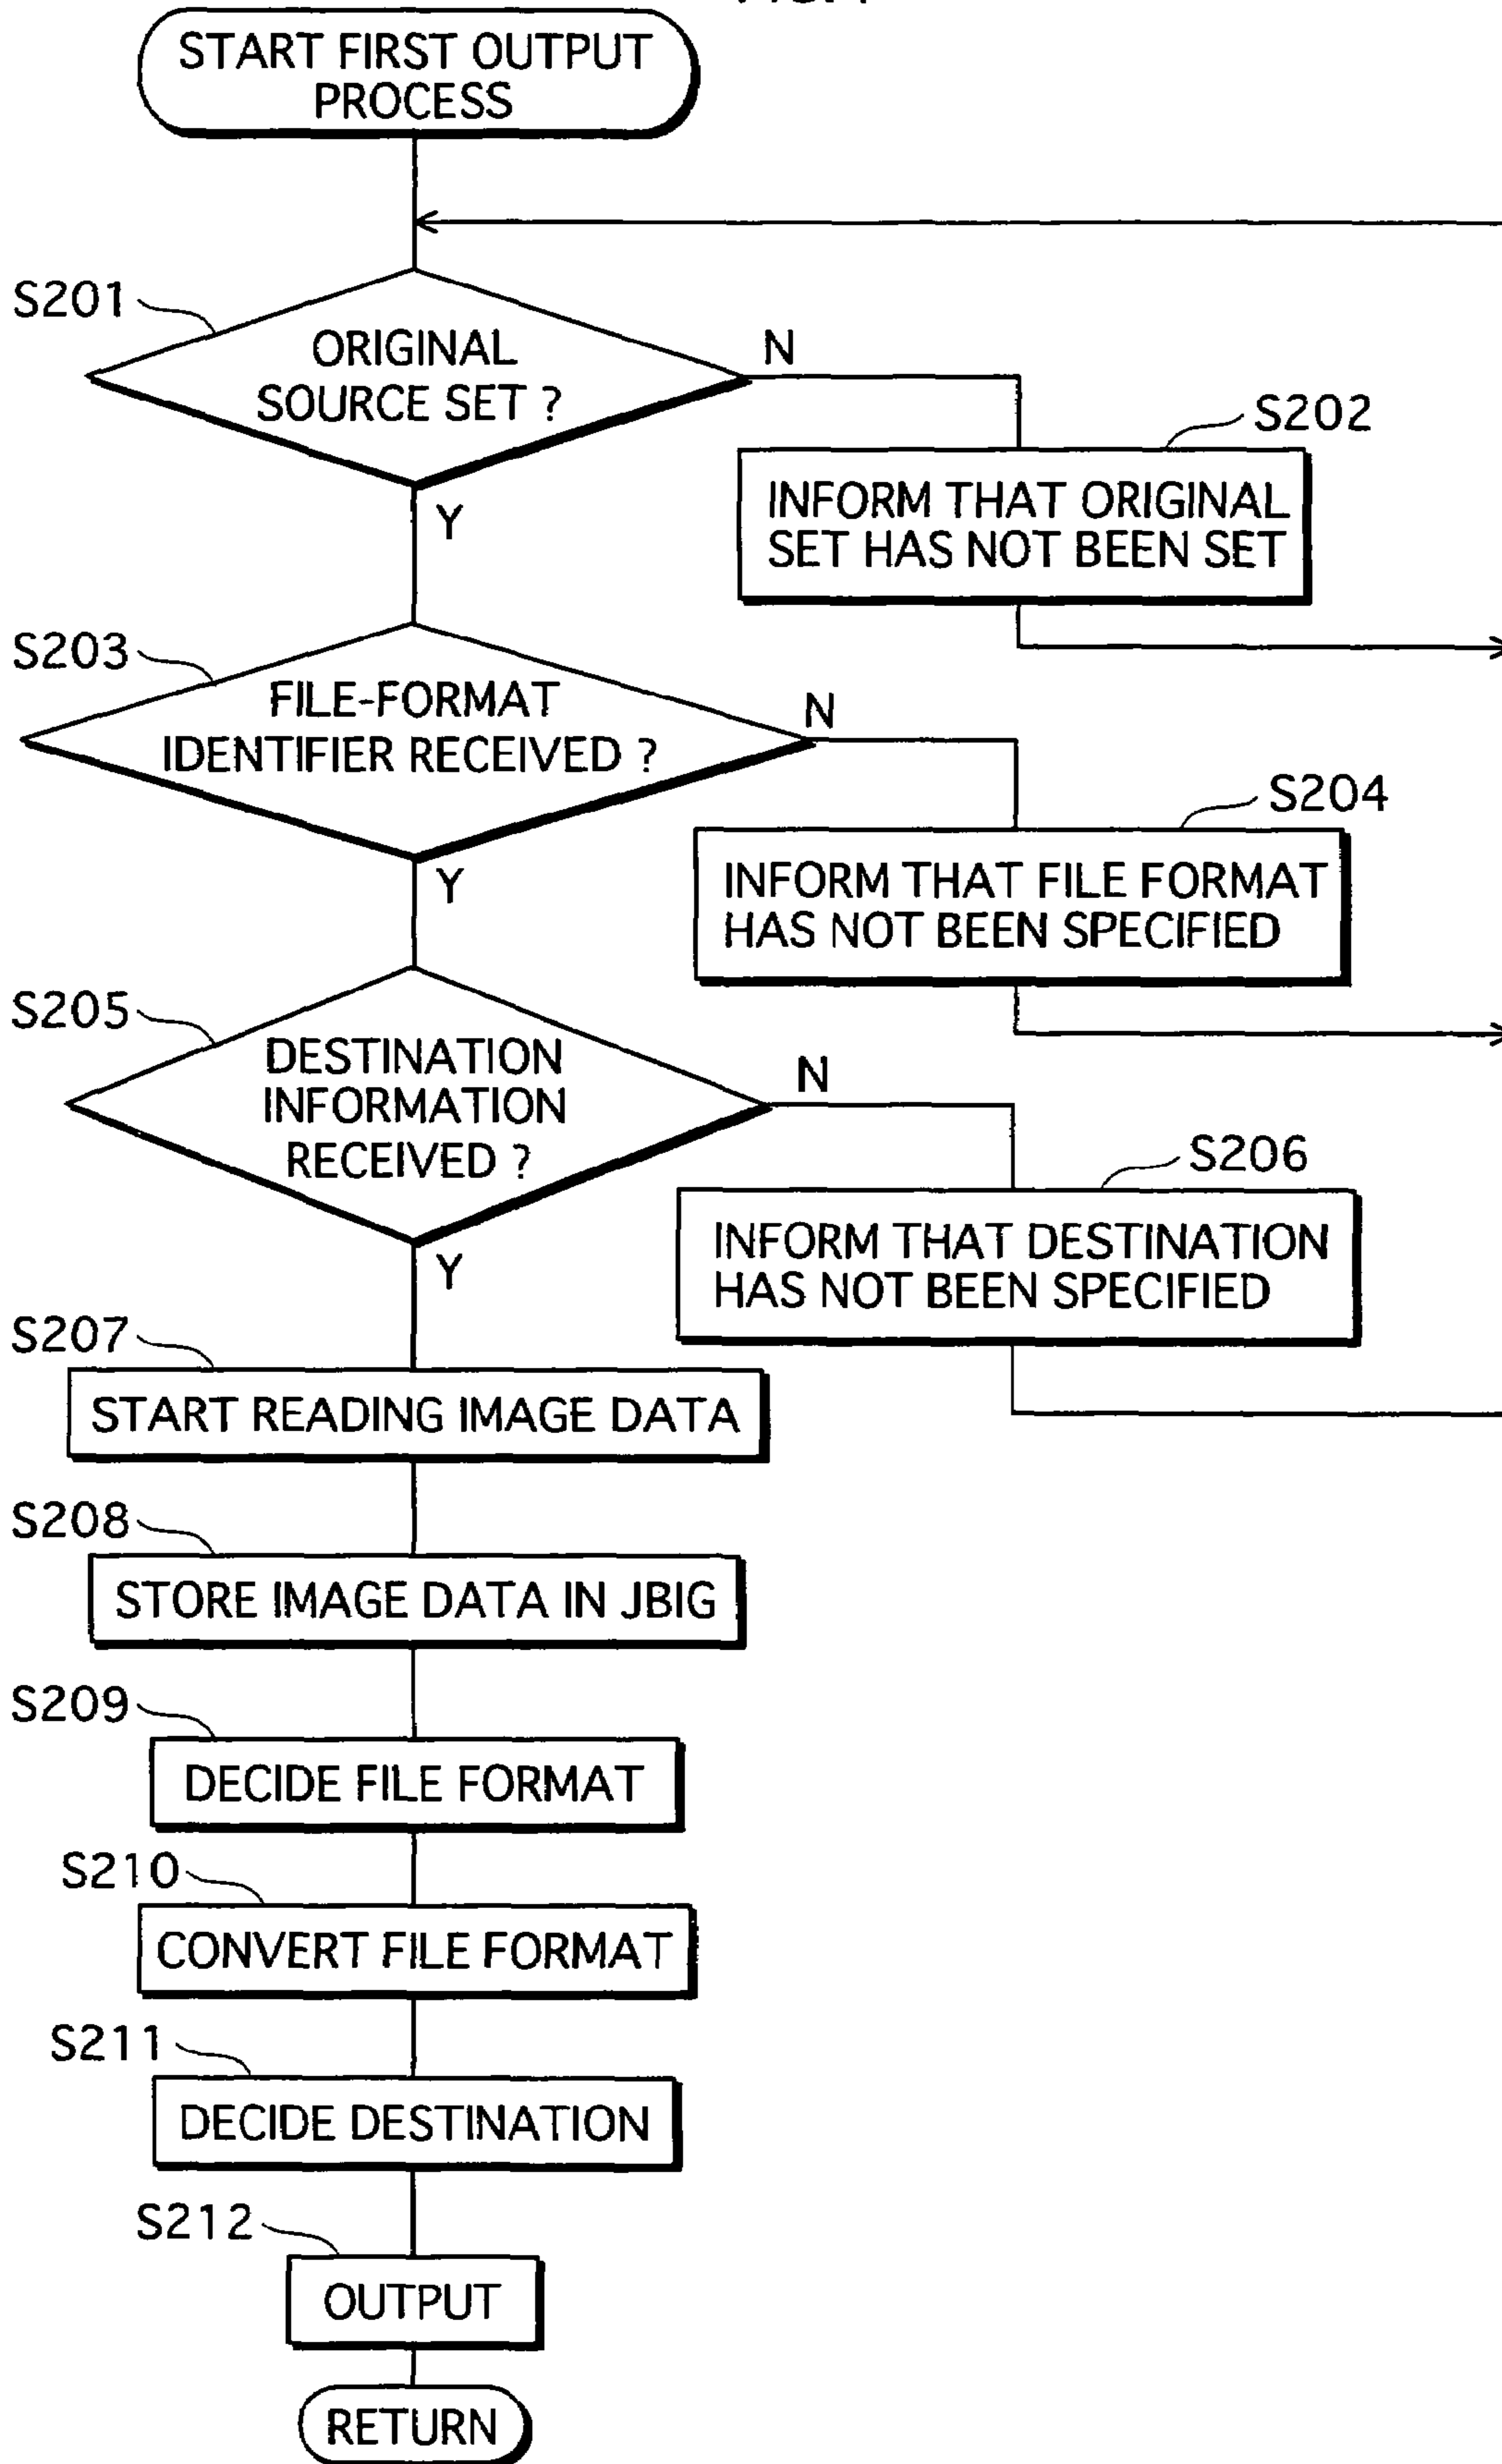 START FIRST OUTPUT
PROCESS
S201
ORIGINAL
SOURCE SET ?
N
Y
S202
INFORM THAT ORIGINAL
SET HAS NOT BEEN SET
S203
FILE-FORMAT
IDENTIFIER RECEIVED ?
N
Y
S204
INFORM THAT FILE FORMAT
HAS NOT BEEN SPECIFIED
S205
DESTINATION
INFORMATION
RECEIVED ?
N
Y
S206
INFORM THAT DESTINATION
HAS NOT BEEN SPECIFIED
S207
START READING IMAGE DATA
S208
STORE IMAGE DATA IN JBIG
S209
DECIDE FILE FORMAT
S210
CONVERT FILE FORMAT
S211
DECIDE DESTINATION
S212
OUTPUT
RETURN